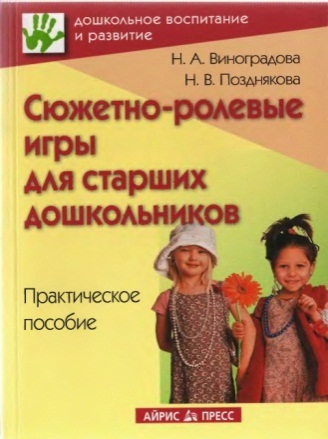 дошкольное воспитание
и развитие
Н. А. Виноградова
Н. В. Позднякова
Сюжетно-ролевые
игры
для старших
дошкольников
Практическое
пособие
АЙРИС ПРЕСС